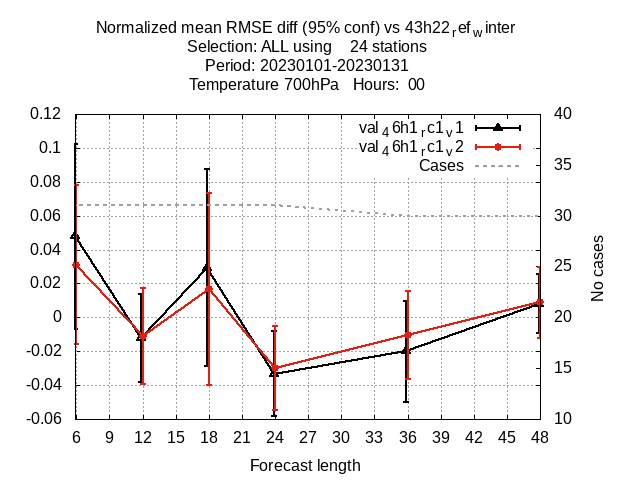 Normalized mean RMSE diff (95% conf) vs 43h22refwinter
Selection: ALL using 24 stations
Period: 20230101-20230131
Temperature 700hPa Hours: 00
0.12
0.1
0.08
0.06
0.04
0.02
0
-0.02
-0.04
-0.06
val46h1rc1v1
val46h1rc1v2
Cases
40
35
30
25
20
15
10
No cases
6 9 12 15 18 21 24 27 30 33 36 39 42 45 48
Forecast length